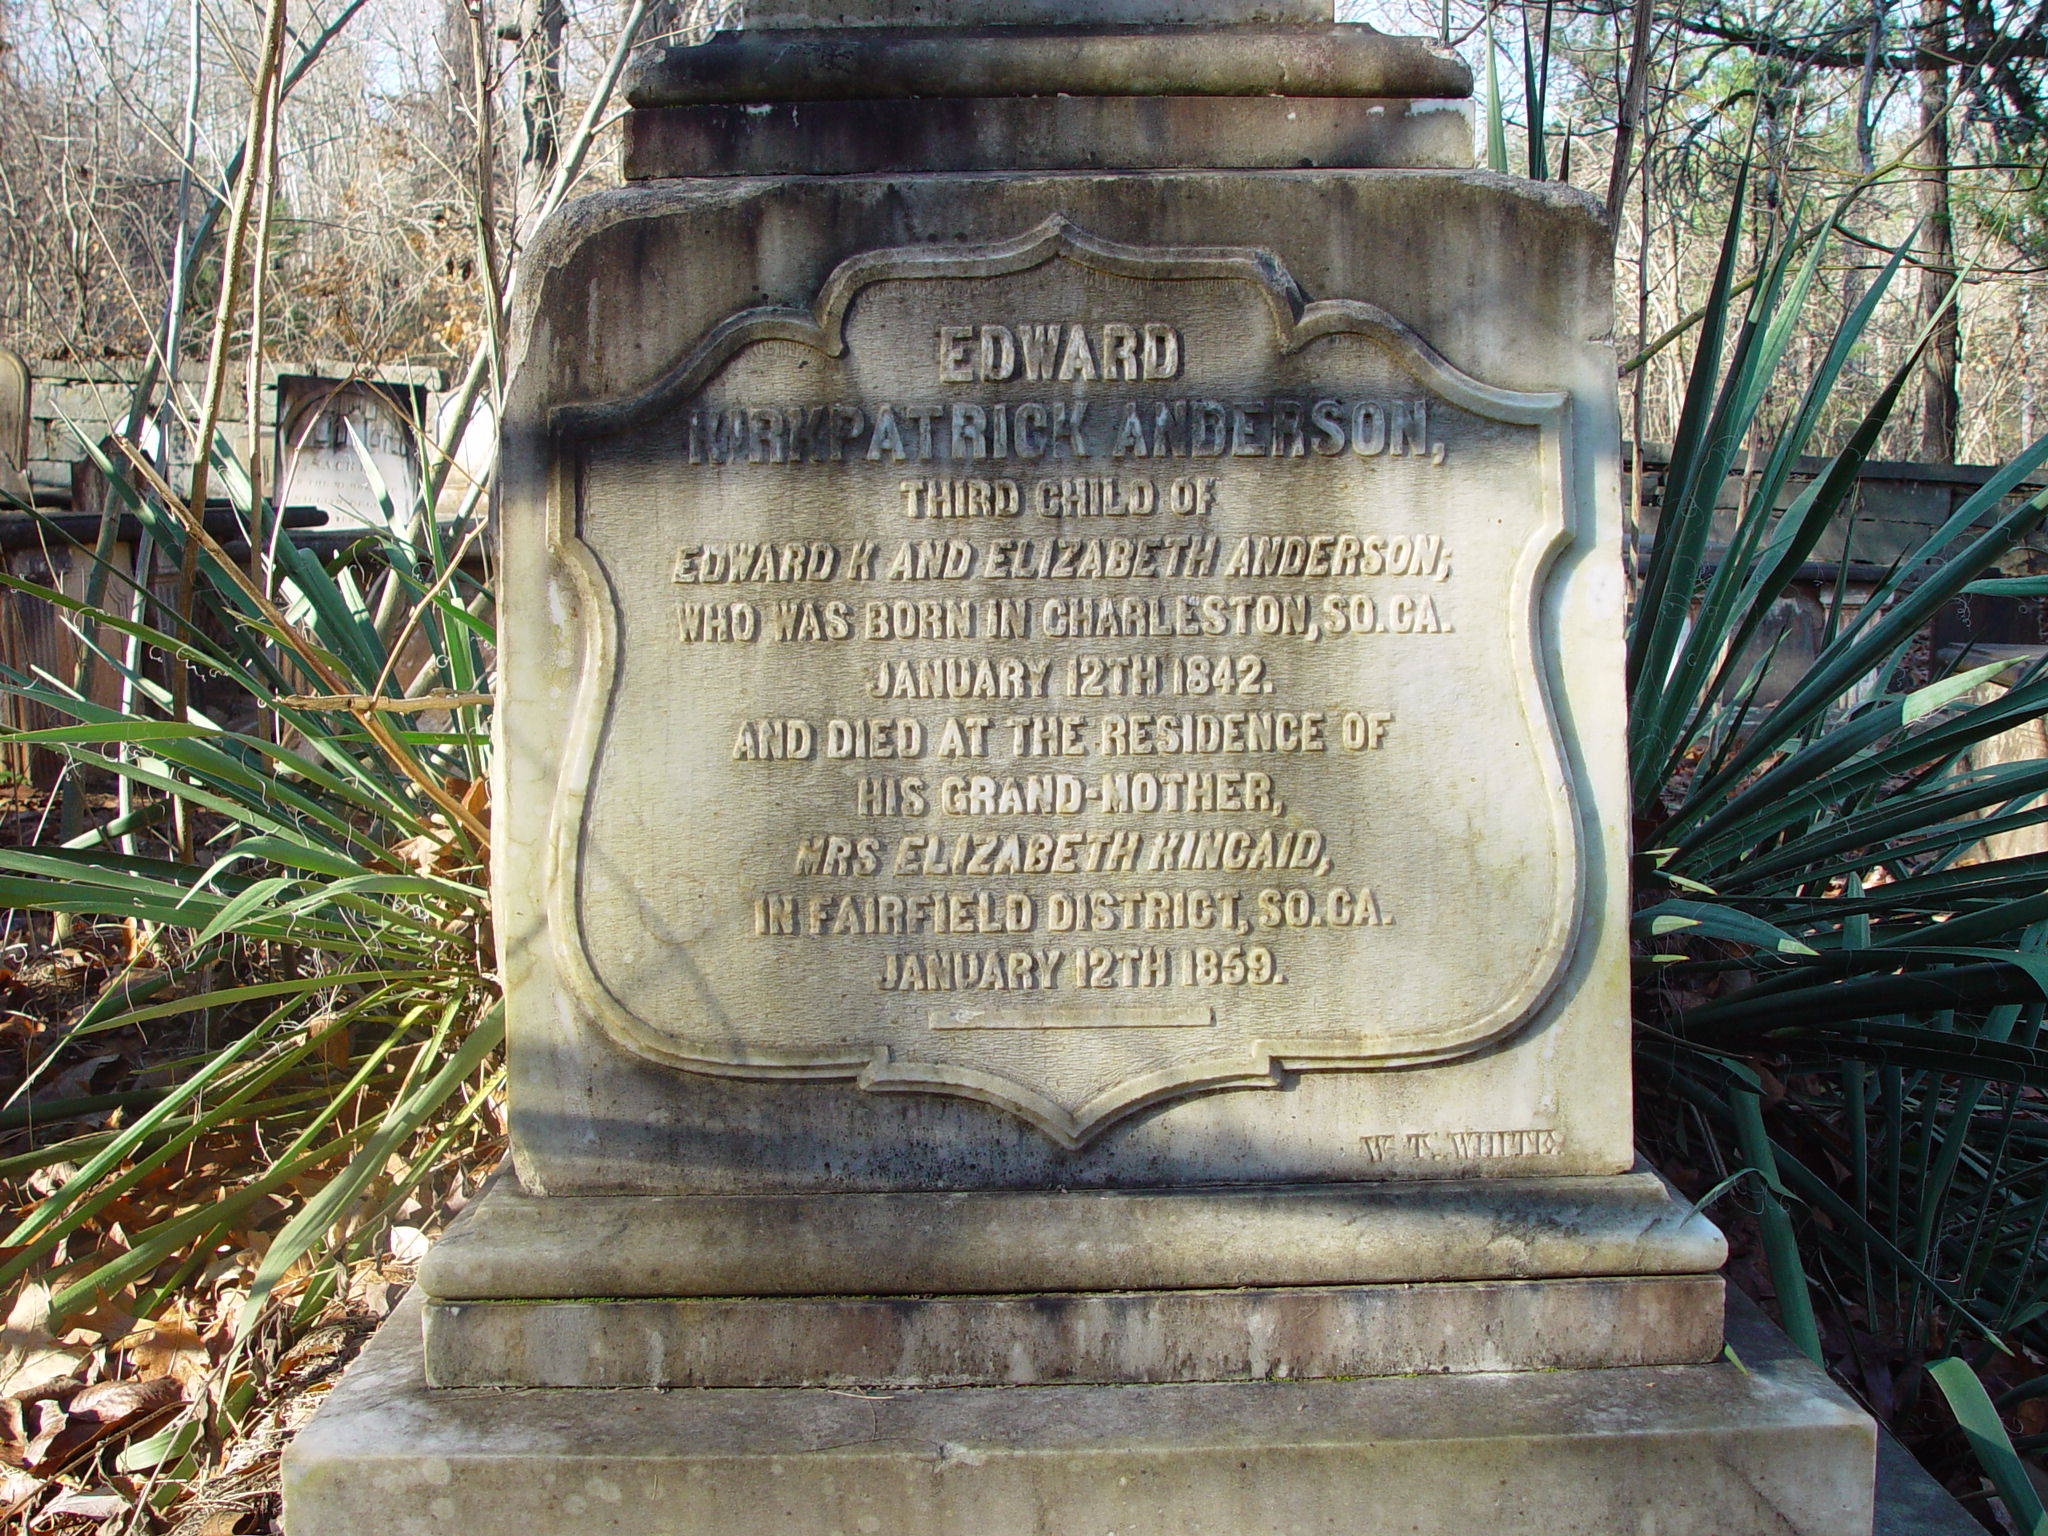 EDWARD
KIRKPATRICK ANDERSON,
THIRD CHILD OF
EDWARD K AND ELIZABETH ANDERSON;
WHO WAS BORN IN CHARLESTON, SO. CA.
JANUARY 12TH 1842.
AND DIED AT THE RESIDENCE OF
HIS GRAND-MOTHER,
MRS ELIZABETH KINCAID,
IN FAIRFIELD DISTRICT, SO. CA.
JANUARY 12TH 1859.
W. T. WHITE.
SACRED